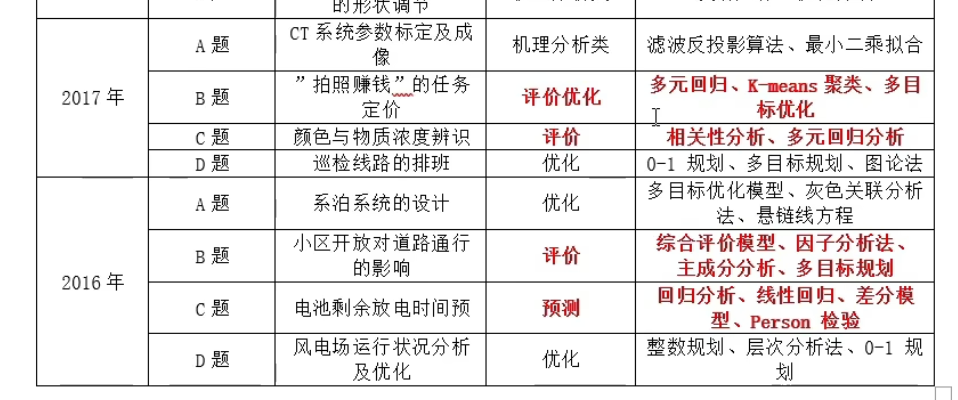 的形状调节
2017 年
A 题
CT 系统参数标定及成
像
机理分析类
滤波反投影算法、最小二乘拟合
B 题
”拍照赚钱”的任务
定价
评价优化
多元回归、K-means 聚类、多目
标优化
C 题
颜色与物质浓度辨识
评价
相关性分析、多元回归分析
D 题
巡检线路的排班
优化
0-1 规划、多目标规划、图论法
2016 年
A 题
系泊系统的设计
优化
多目标优化模型、灰色关联分析
法、悬链线方程
B 题
小区开放对道路通行
的影响
评价
综合评价模型、因子分析法、
主成分分析、多目标规划
C 题
电池剩余放电时间预
预测
回归分析、线性回归、差分模
型、Person 检验
D 题
风电场运行状况分析
及优化
优化
整数规划、层次分析法、0-1 规
划